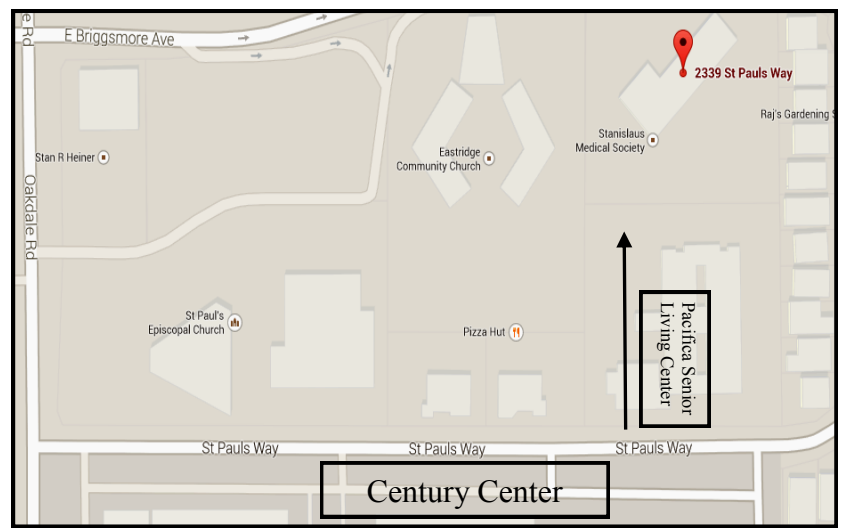 e Rd
E Briggsmore Ave
2339 St Pauls Way
Raj's Gardening S
Stanislaus
Medical Society
Eastridge
Community Church
Stan R Heiner
Oakdale Rd
St Paul's
Episcopal Church
Pizza Hut
Pacifica Senior
Living Center
St Pauls Way
St Pauls Way
St Pauls Way
Century Center